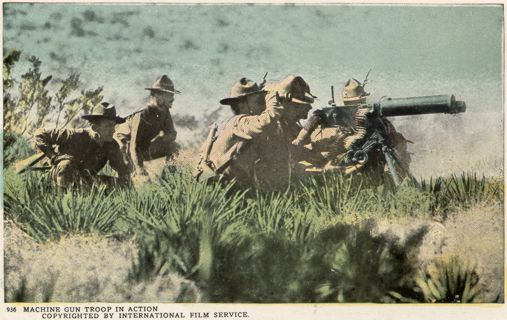 936 MACHINE GUN TROOP IN ACTION
COPYRIGHTED BY INTERNATIONAL FILM SERVICE.